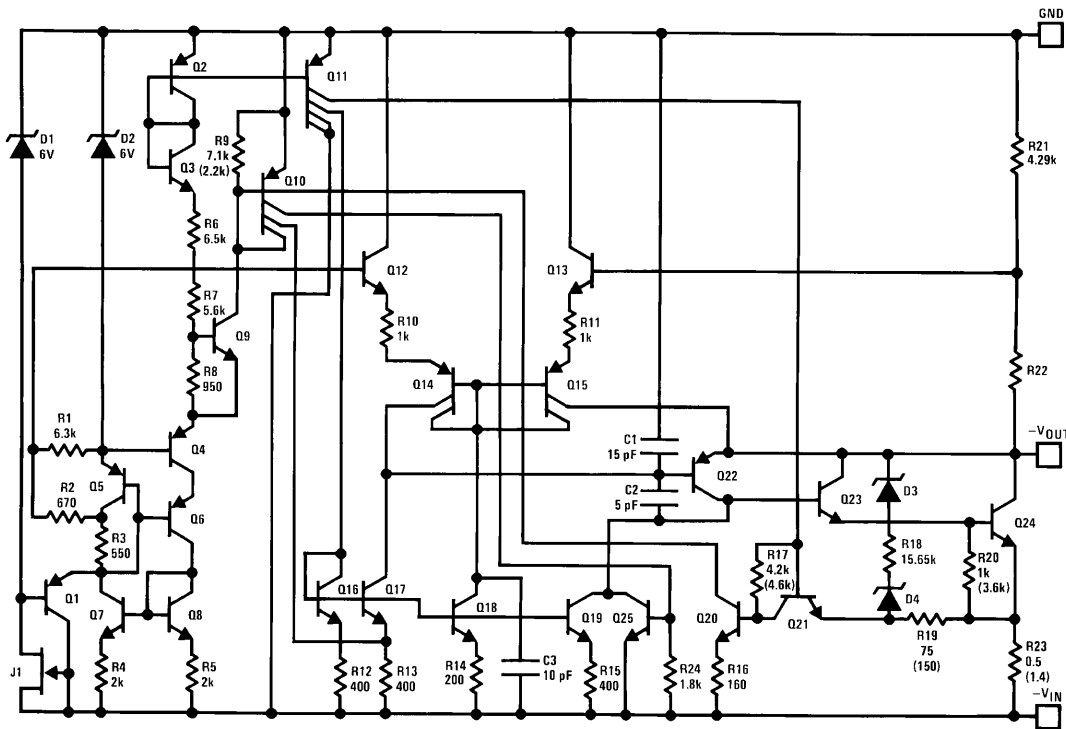 GND
Q2
Q11
D1
6V
D2
6V
Q3
R9
7.1k
(2.2k)
Q10
R21
4.29k
R6
6.5k
Q12
Q13
R7
5.6k
Q9
R10
1k
R11
1k
R8
950
Q14
Q15
R22
R1
6.3k
Q4
C1
15 pF
-VOUT
Q5
Q22
R2
670
Q6
C2
5 pF
Q23
D3
Q24
R3
550
R18
15.65k
R17
4.2k
(4.6k)
R20
1k
(3.6k)
Q1
Q7
Q8
Q16
Q17
Q18
Q19
Q25
Q20
Q21
D4
R19
75
(150)
J1
R4
2k
R5
2k
R12
400
R13
400
R14
200
C3
10 pF
R15
400
R24
1.8k
R16
160
R23
0.5
(1.4)
-VIN